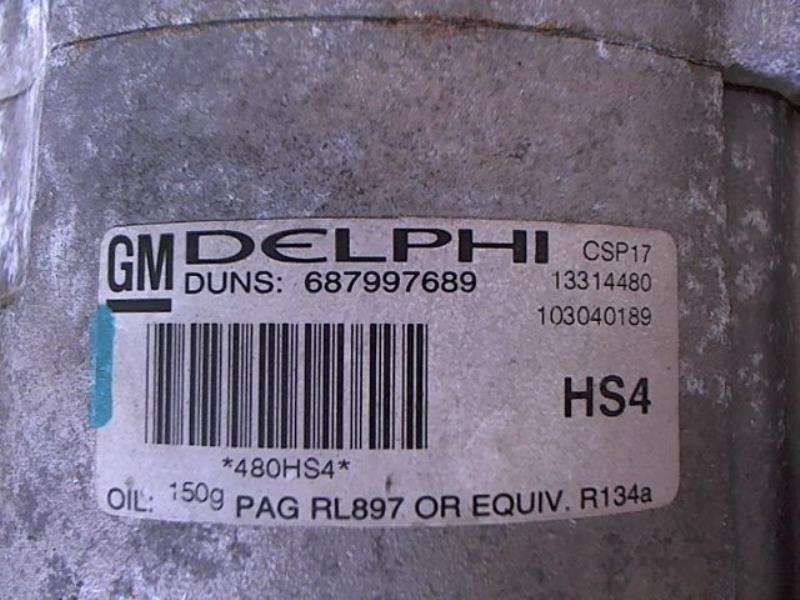 GM DELPHI CSP17
DUNS: 687997689 13314480
103040189
HS4
*480HS4*
OIL: 150g PAG RL897 OR EQUIV. R134a